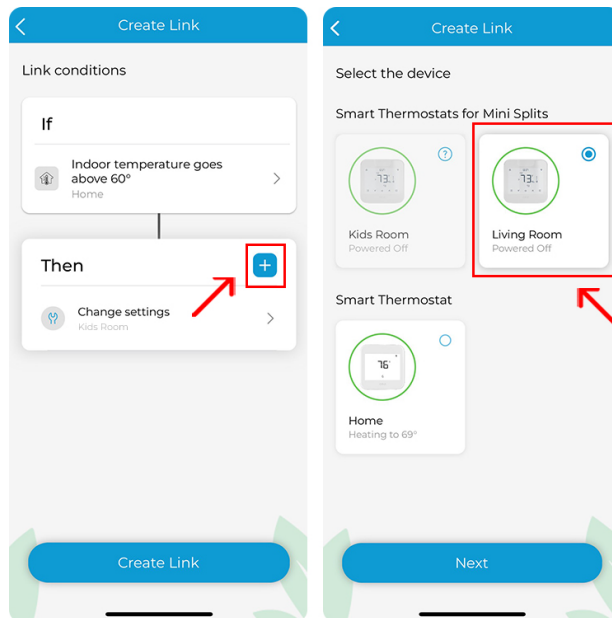 Create Link
Link conditions
If
Indoor temperature goes
above 60°
Home
Then
Change settings
Kids Room
Create Link
Create Link
Select the device
Smart Thermostats for Mini Splits
?
73
73
Kids Room
Powered Off
Living Room
Powered Off
Smart Thermostat
76
Home
Heating to 69°
Next